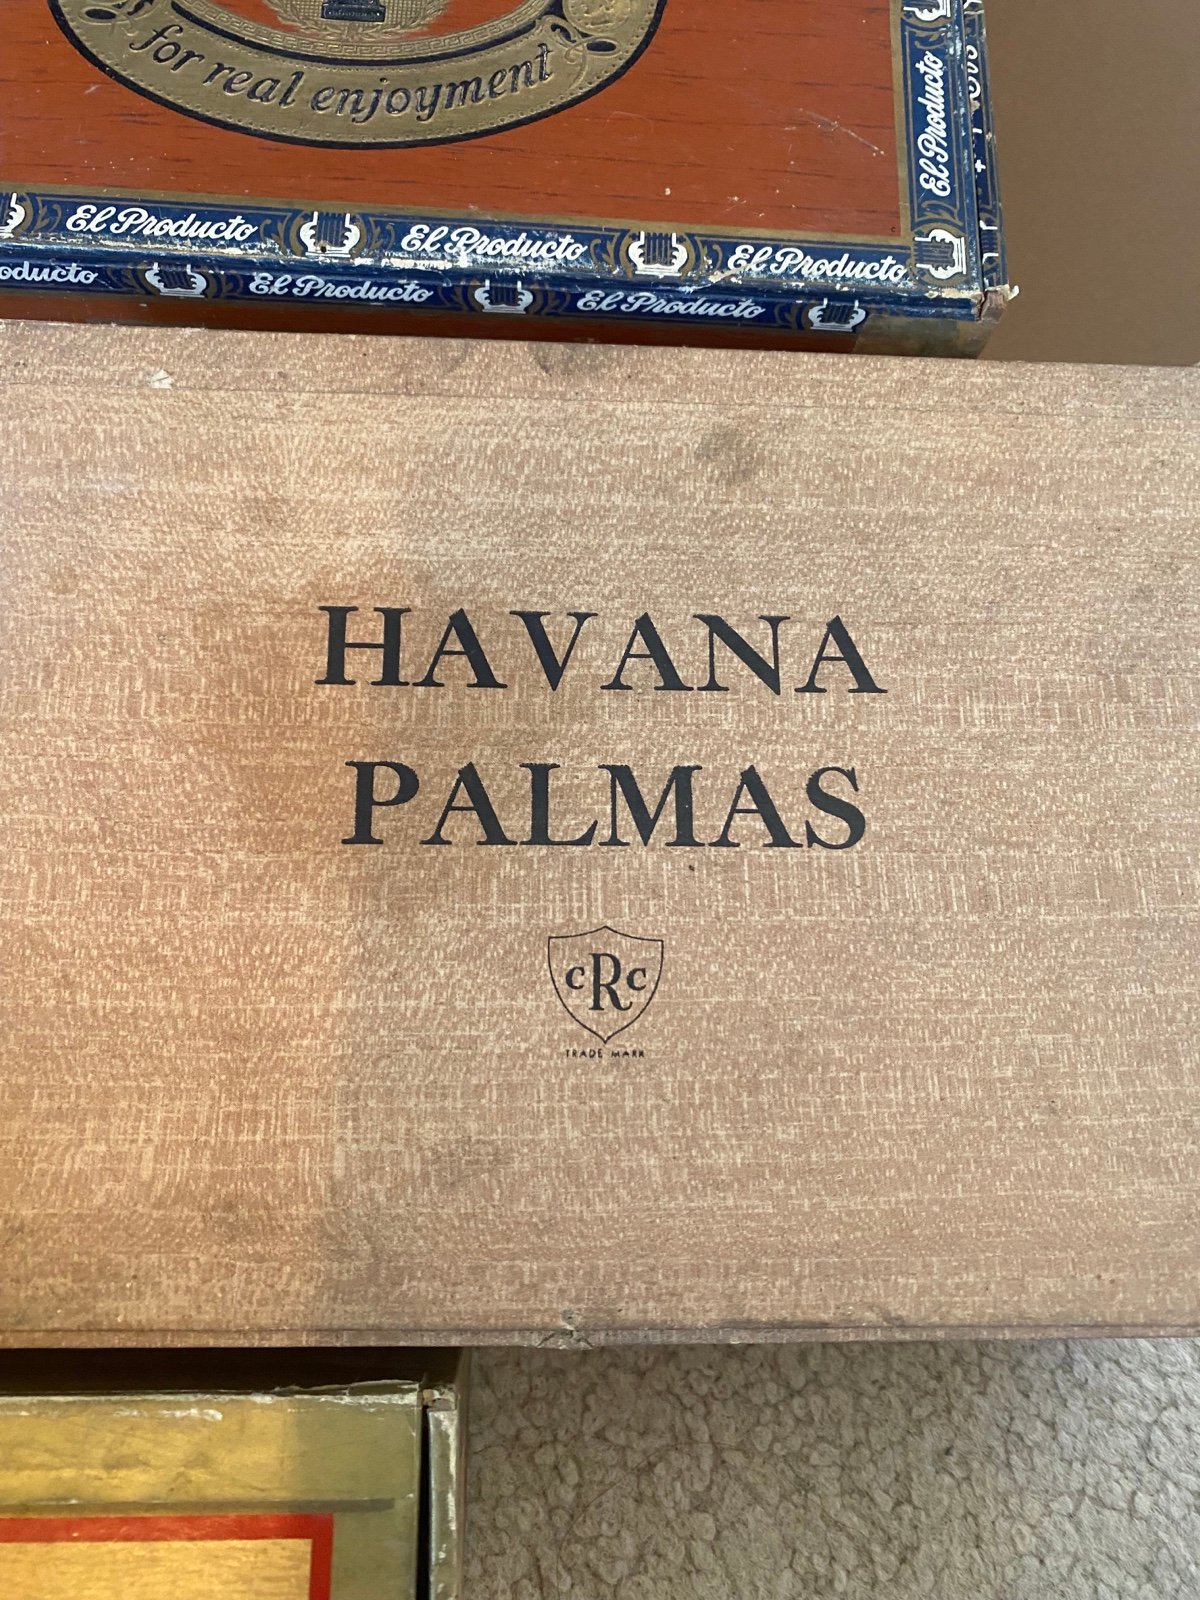 for real enjoyment
El Producto
El Producto
El Producto El Producto El Producto
oducto El Producto El Producto
HAVANA
PALMAS
CRC
TRADE MARK